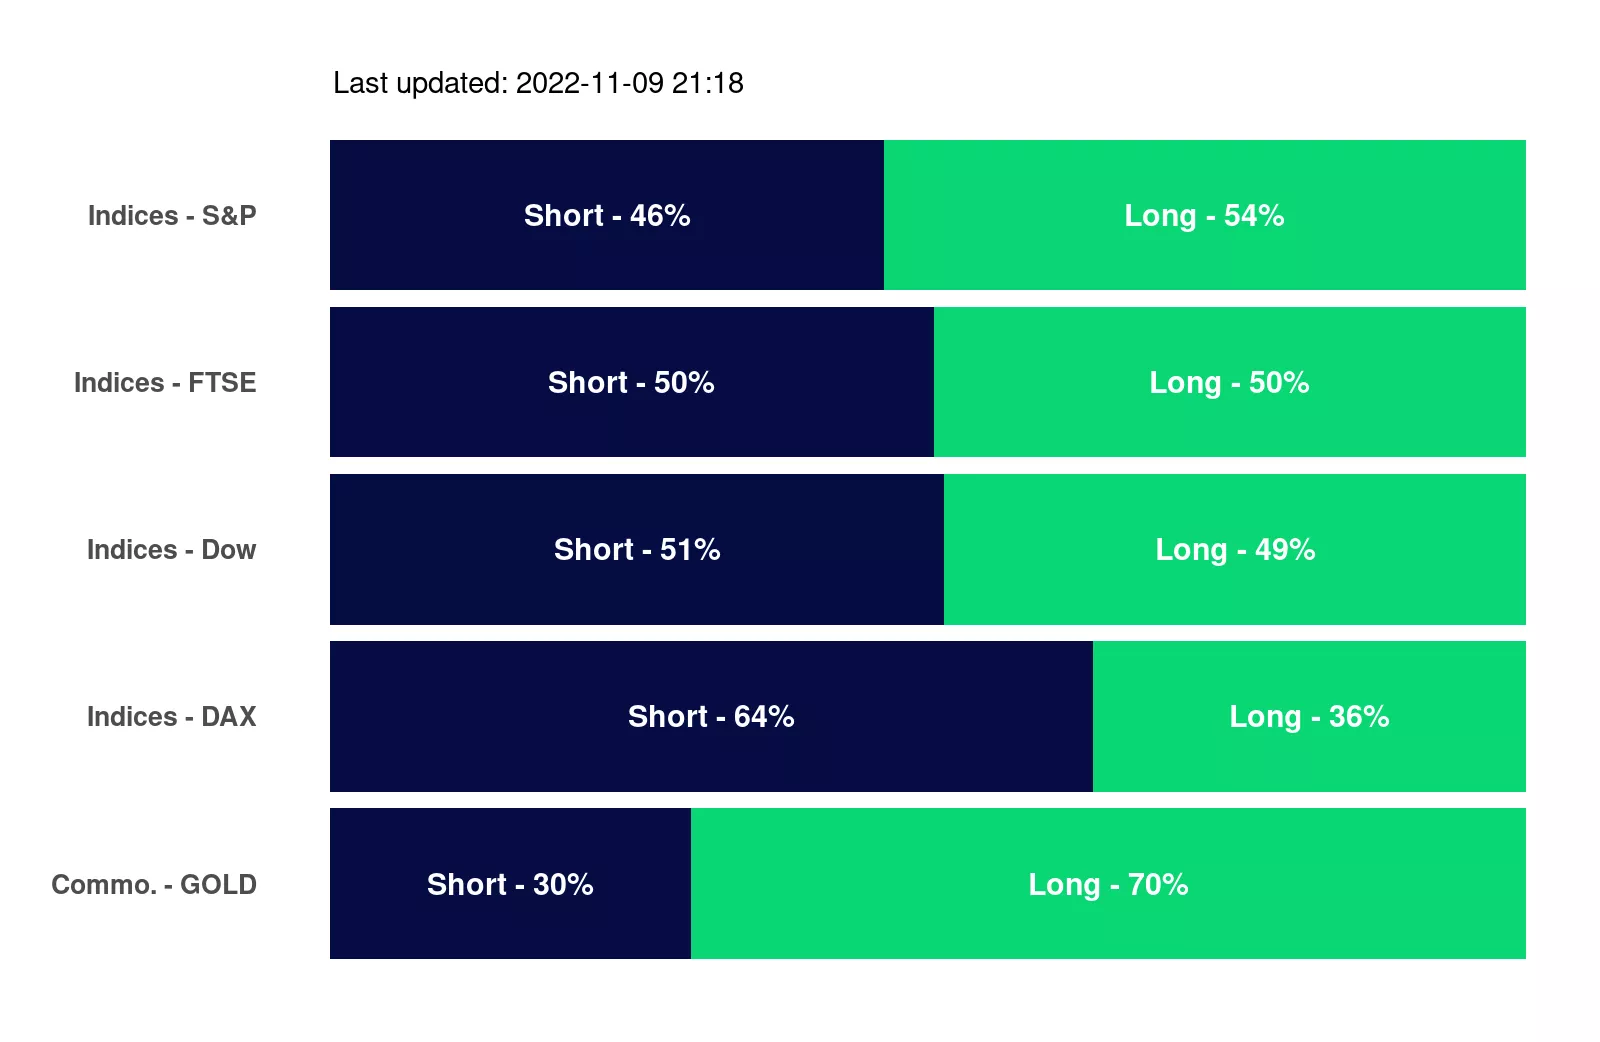 Last updated: 2022-11-09 21:18
Indices - S&P Short - 46% Long - 54%
Indices - FTSE Short - 50% Long - 50%
Indices - Dow Short - 51% Long - 49%
Indices - DAX Short - 64% Long - 36%
Commo. - GOLD Short - 30% Long - 70%